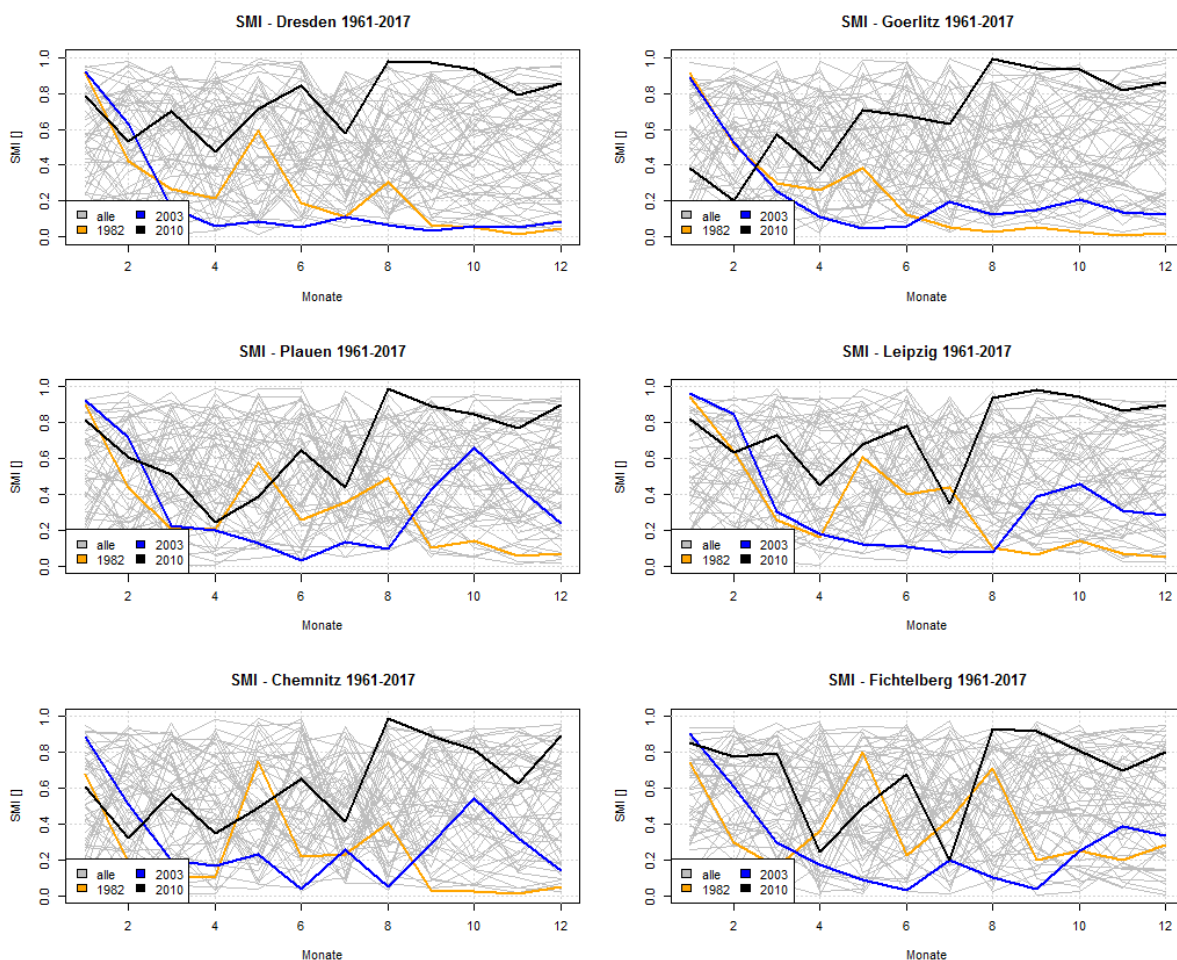 SMI - Dresden 1961-2017
SMI []
0.0 0.2 0.4 0.6 0.8 1.0
alle 2003
1982 2010
2 4 6 8 10 12
Monate
SMI - Goerlitz 1961-2017
SMI []
0.0 0.2 0.4 0.6 0.8 1.0
alle 2003
1982 2010
2 4 6 8 10 12
Monate
SMI - Plauen 1961-2017
SMI []
0.0 0.2 0.4 0.6 0.8 1.0
alle 2003
1982 2010
2 4 6 8 10 12
Monate
SMI - Leipzig 1961-2017
SMI []
0.0 0.2 0.4 0.6 0.8 1.0
alle 2003
1982 2010
2 4 6 8 10 12
Monate
SMI - Chemnitz 1961-2017
SMI []
0.0 0.2 0.4 0.6 0.8 1.0
alle 2003
1982 2010
2 4 6 8 10 12
Monate
SMI - Fichtelberg 1961-2017
SMI []
0.0 0.2 0.4 0.6 0.8 1.0
alle 2003
1982 2010
2 4 6 8 10 12
Monate